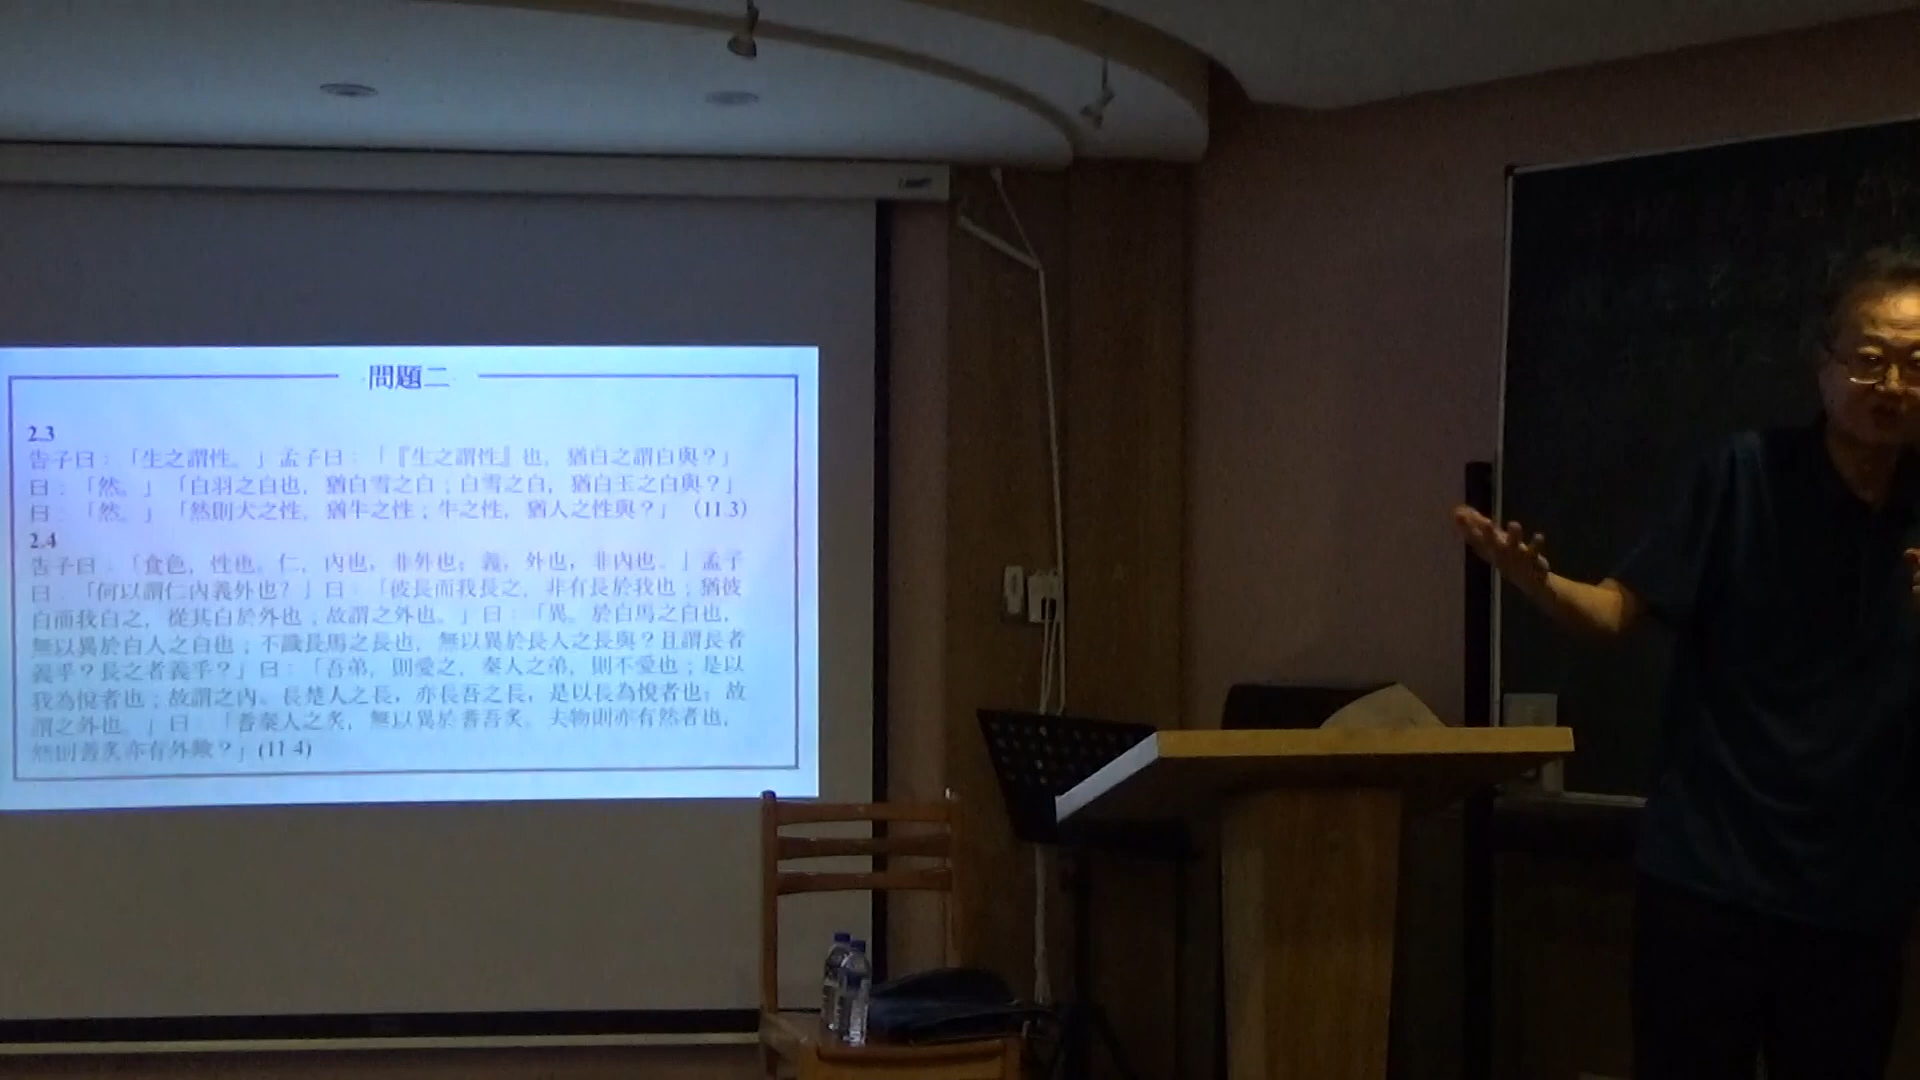 問題二
2.3
告子曰：「生之謂性。」孟子曰：「『生之謂性』也，猶白之謂白與？」
曰：「然。」「白羽之白也，猶白雪之白；白雪之白，猶白玉之白與？」
曰：「然。」「然則犬之性，猶牛之性；牛之性，猶人之性與？」（11.3）
2.4
告子曰：「食色，性也。仁，內也，非外也；義，外也，非內也。」孟子
曰：「何以謂仁內義外也？」曰：「彼長而我長之，非有長於我也；猶彼
白而我白之，從其白於外也；故謂之外也。」曰：「異。於白馬之白也，
無以異於白人之白也；不識長馬之長也，無以異於長人之長與？且謂長者
義乎？長之者義乎？」曰：「吾弟，則愛之，秦人之弟，則不愛也；是以
我為悅者也；故謂之內。長楚人之長，亦長吾之長，是以長為悅者也；故
謂之外也。」曰：「耆秦人之炙，無以異於耆吾炙。夫物則亦有然者也，
然則耆炙亦有外歟？」(11.4)